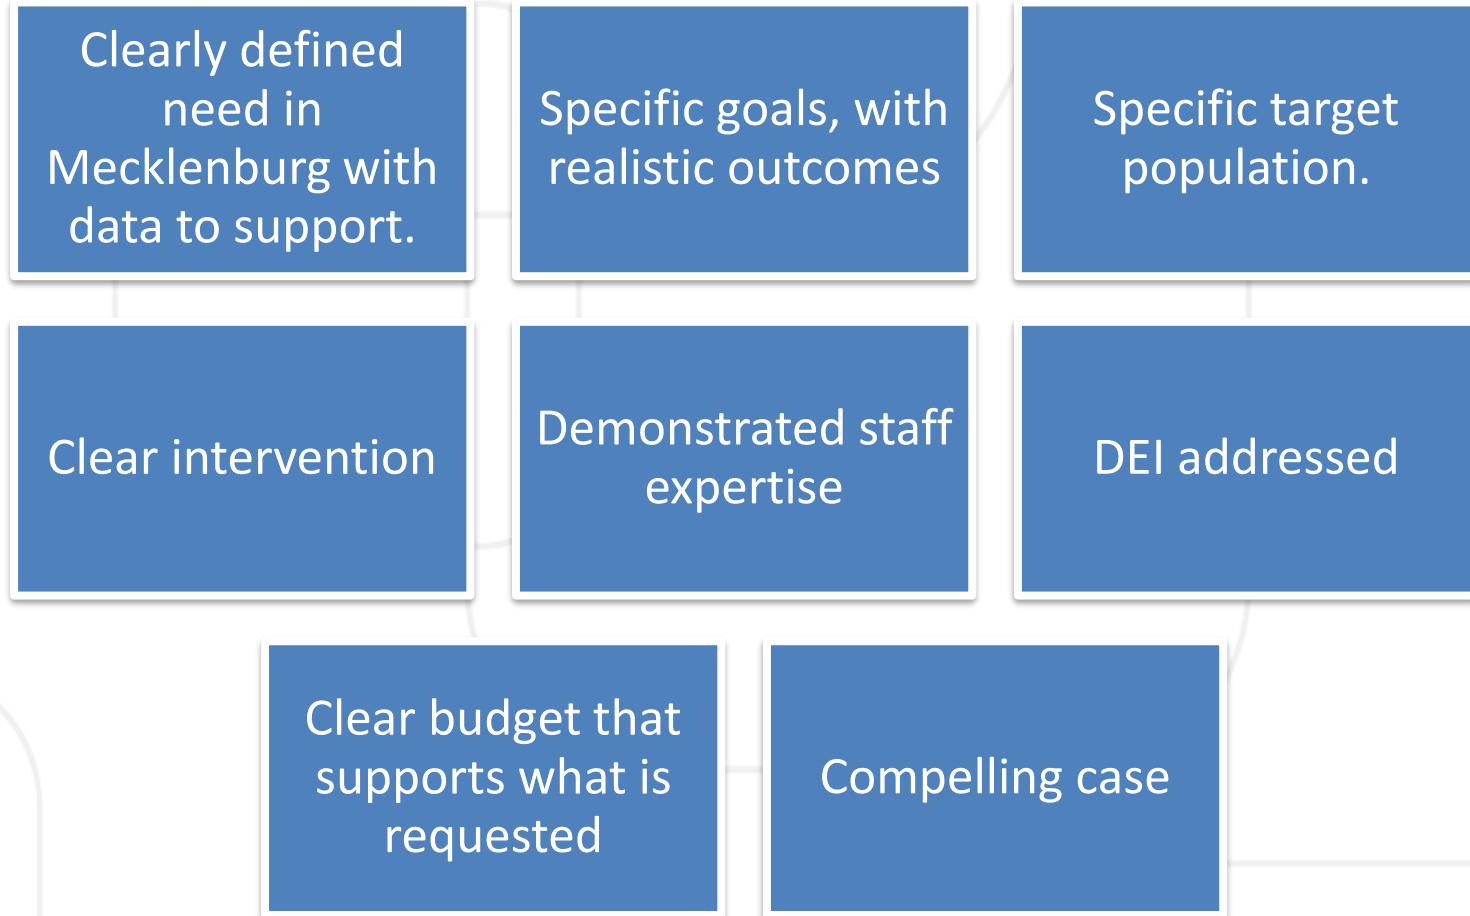 Clearly defined
need in
Mecklenburg with
data to support.
Specific goals, with
realistic outcomes
Specific target
population.
Clear intervention
Demonstrated staff
expertise
DEI addressed
Clear budget that
supports what is
requested
Compelling case